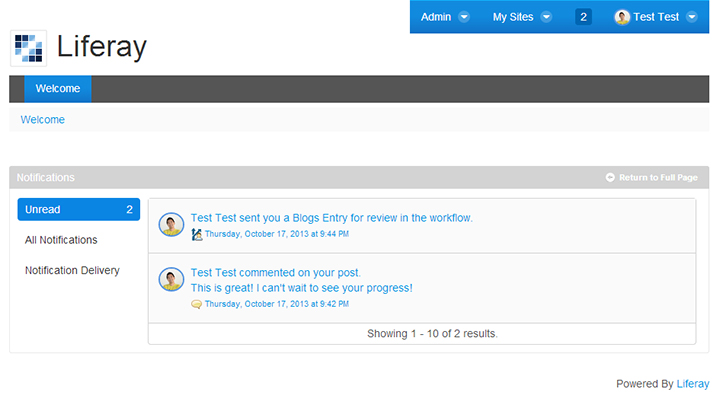 Admin My Sites 2 Test Test
Liferay
Welcome
Welcome
Notifications Return to Full Page
Unread 2
All Notifications
Notification Delivery
Test Test sent you a Blogs Entry for review in the workflow.
Thursday, October 17, 2013 at 9:44 PM
Test Test commented on your post.
This is great! I can't wait to see your progress!
Thursday, October 17, 2013 at 9:42 PM
Showing 1 - 10 of 2 results.
Powered By Liferay